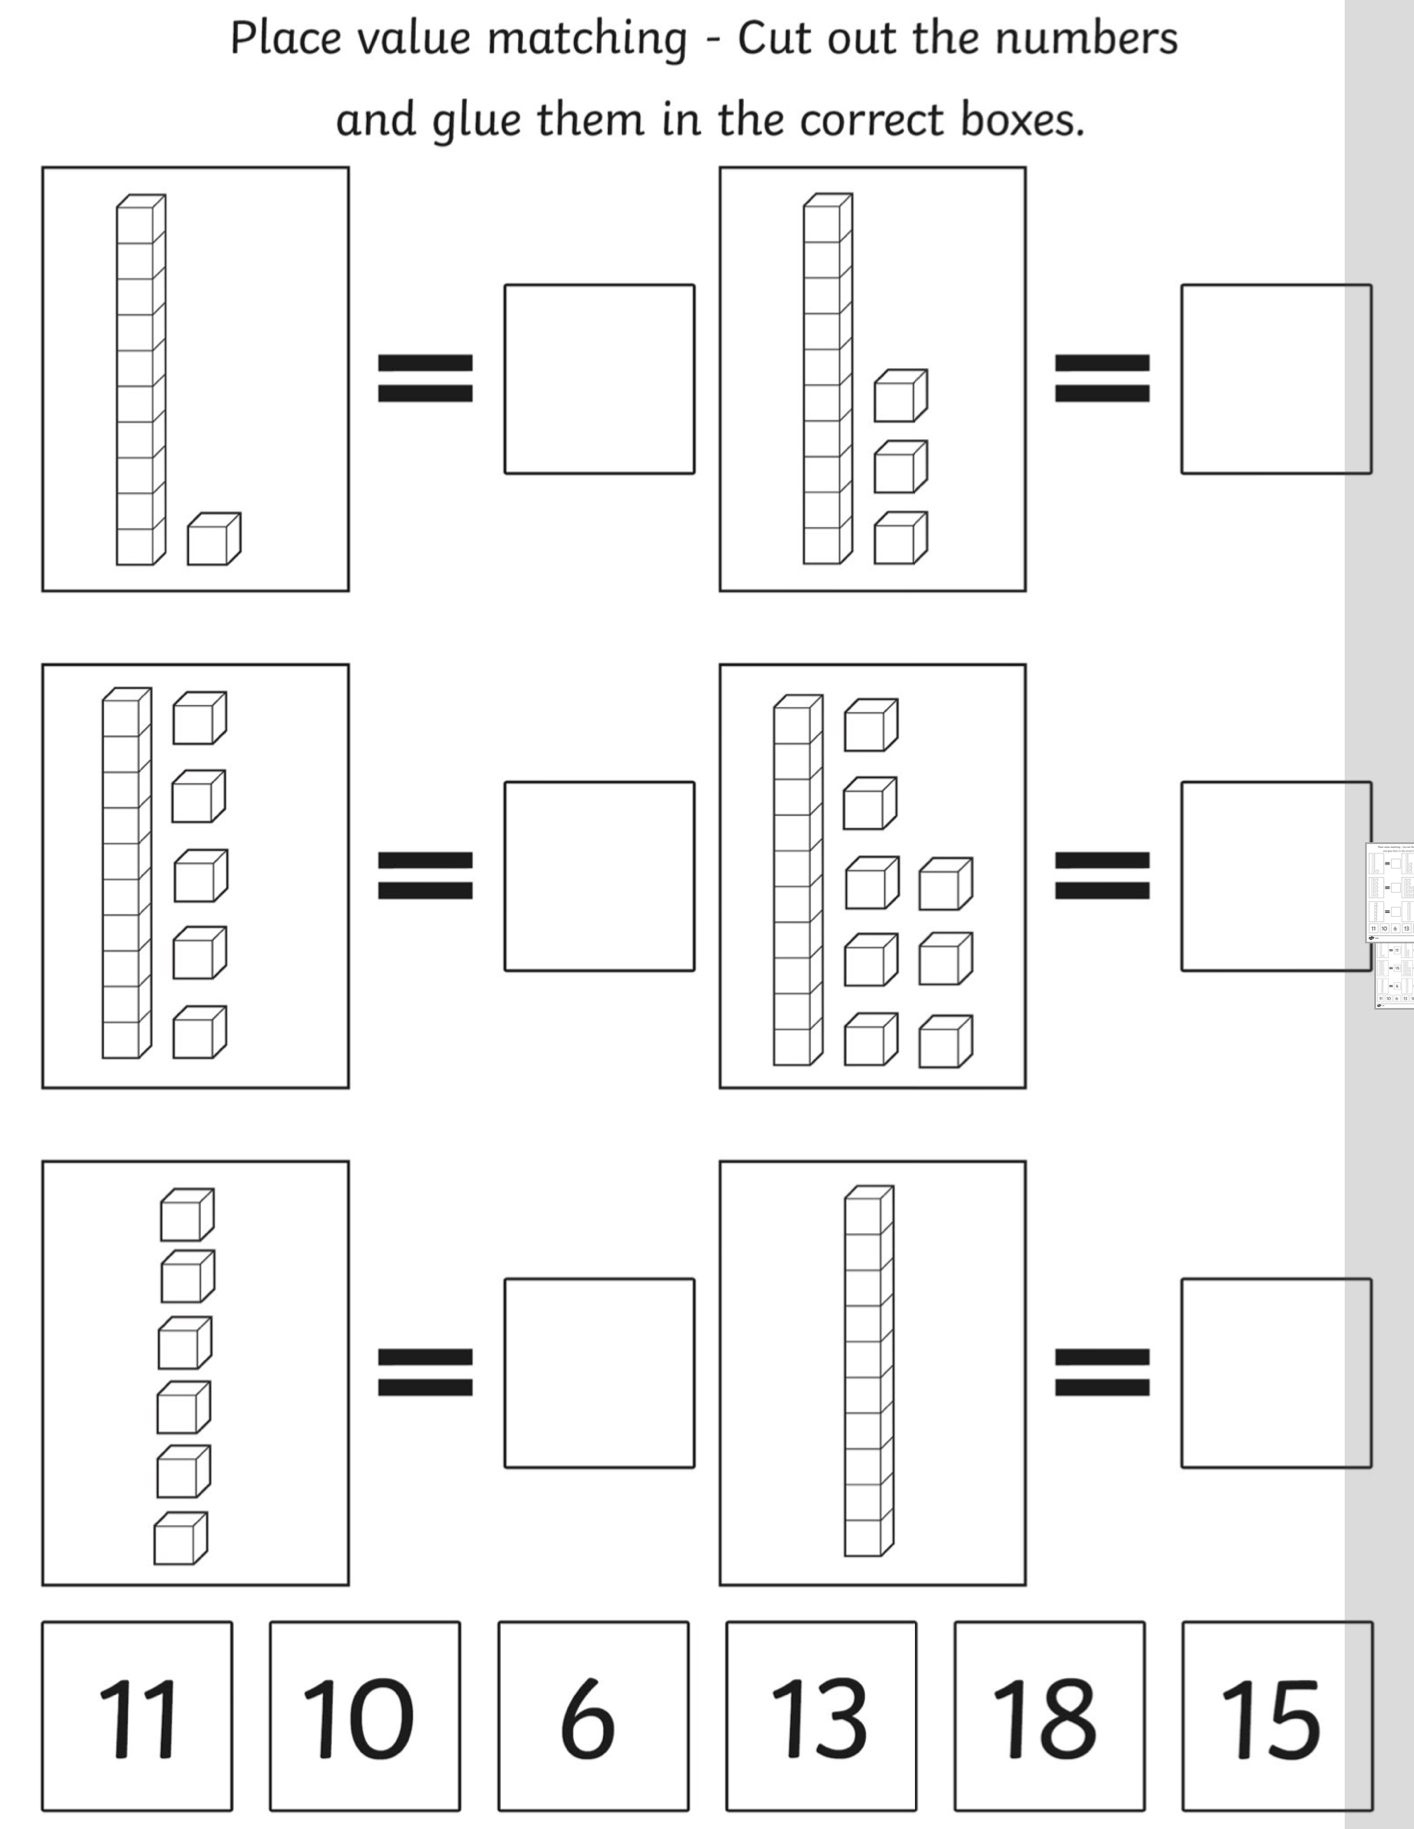 Place value matching - Cut out the numbers
and glue them in the correct boxes.
=
=
=
=
=
=
11 10 6 13 18 15